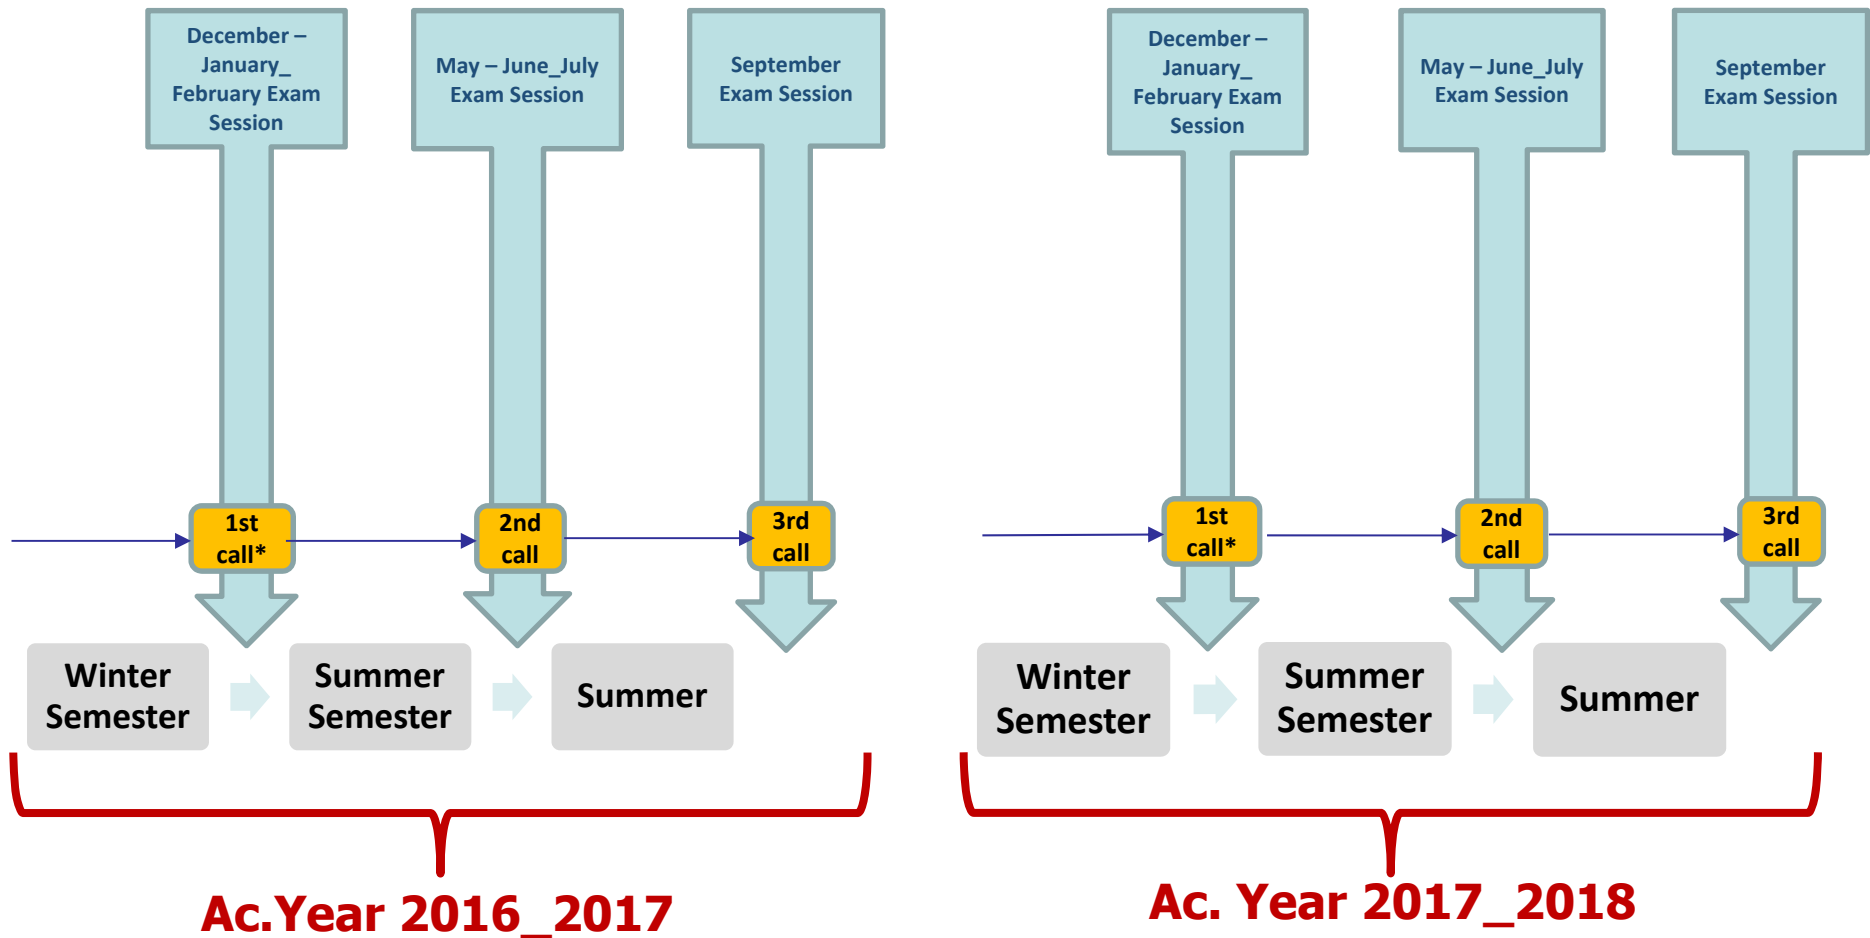 December –
January_
February Exam
Session
May – June_July
Exam Session
September
Exam Session
1st
call*
2nd
call
3rd
call
Winter
Semester
Summer
Semester
Summer
Ac.Year 2016_2017
December –
January_
February Exam
Session
May – June_July
Exam Session
September
Exam Session
1st
call*
2nd
call
3rd
call
Winter
Semester
Summer
Semester
Summer
Ac. Year 2017_2018